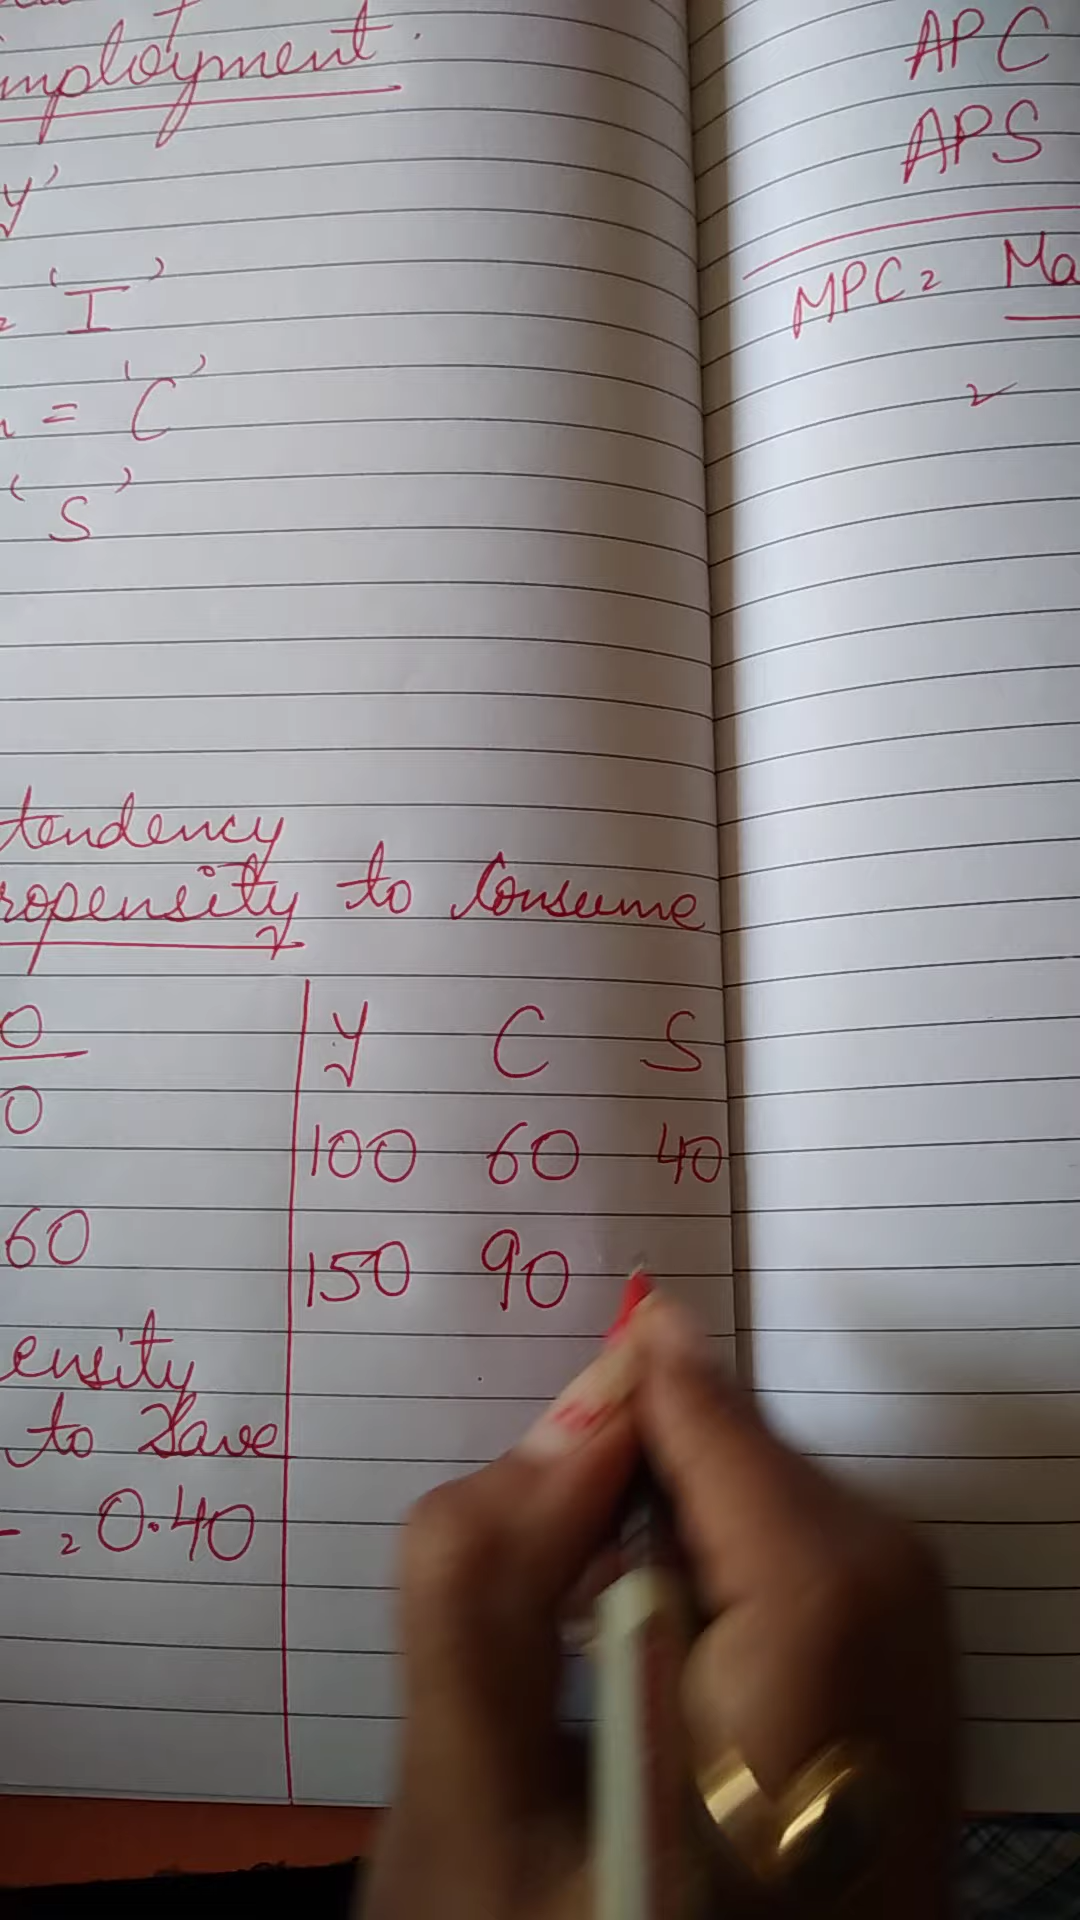 mployment.
y'
= 'I'
n = 'C'
'S'
tendency
ropensity to Consume
0
0
60
ensity
to Save
- = 0.40
Y C S
100 60 40
150 90
APC
APS
MPC = Ma
=